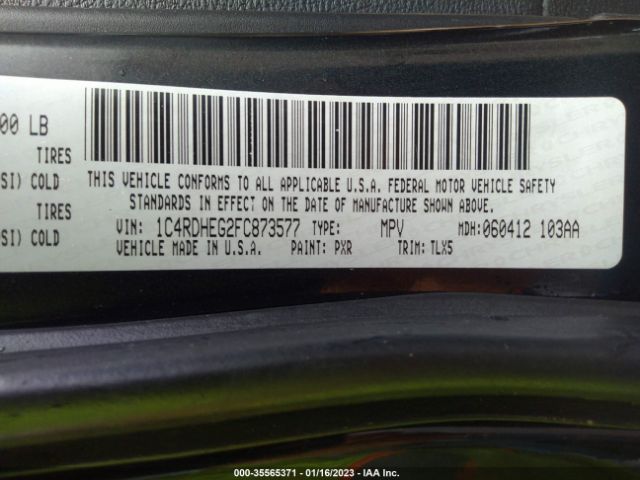 00 LB
TIRES
SI) COLD
TIRES
SI) COLD
THIS VEHICLE CONFORMS TO ALL APPLICABLE U.S.A. FEDERAL MOTOR VEHICLE SAFETY
STANDARDS IN EFFECT ON THE DATE OF MANUFACTURE SHOWN ABOVE.
VIN: 1C4RDHEG2FC873577 TYPE: MPV MDH:060412 103AA
VEHICLE MADE IN U.S.A. PAINT: PXR TRIM: TLX5
000-35565371 | 01/16/2023 - IAA Inc.